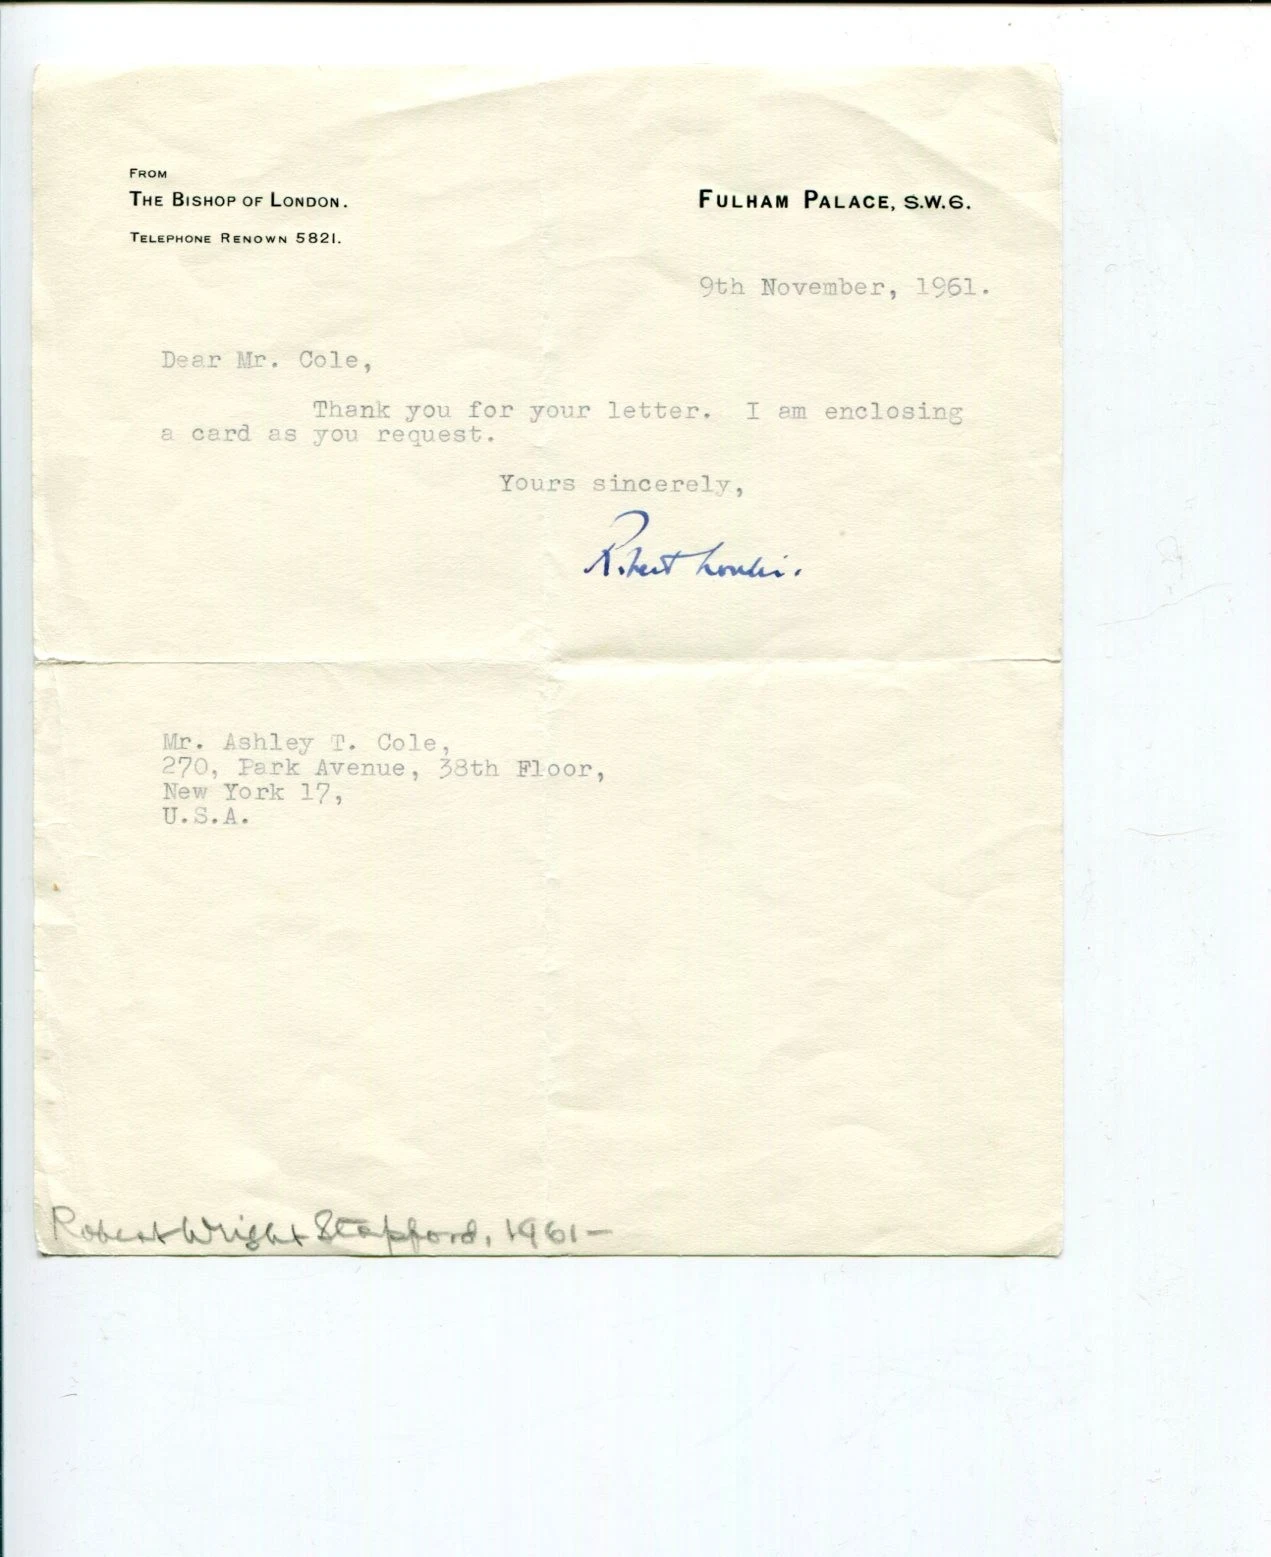 FROM
THE BISHOP OF LONDON.
TELEPHONE RENOWN 5821.
FULHAM PALACE, S.W.6.
9th November, 1961.
Dear Mr. Cole,
Thank you for your letter. I am enclosing
a card as you request.
Yours sincerely,
Robert Londin.
Mr. Ashley T. Cole,
270, Park Avenue, 38th Floor,
New York 17,
U.S.A.
Robert Wright Stopford, 1961-